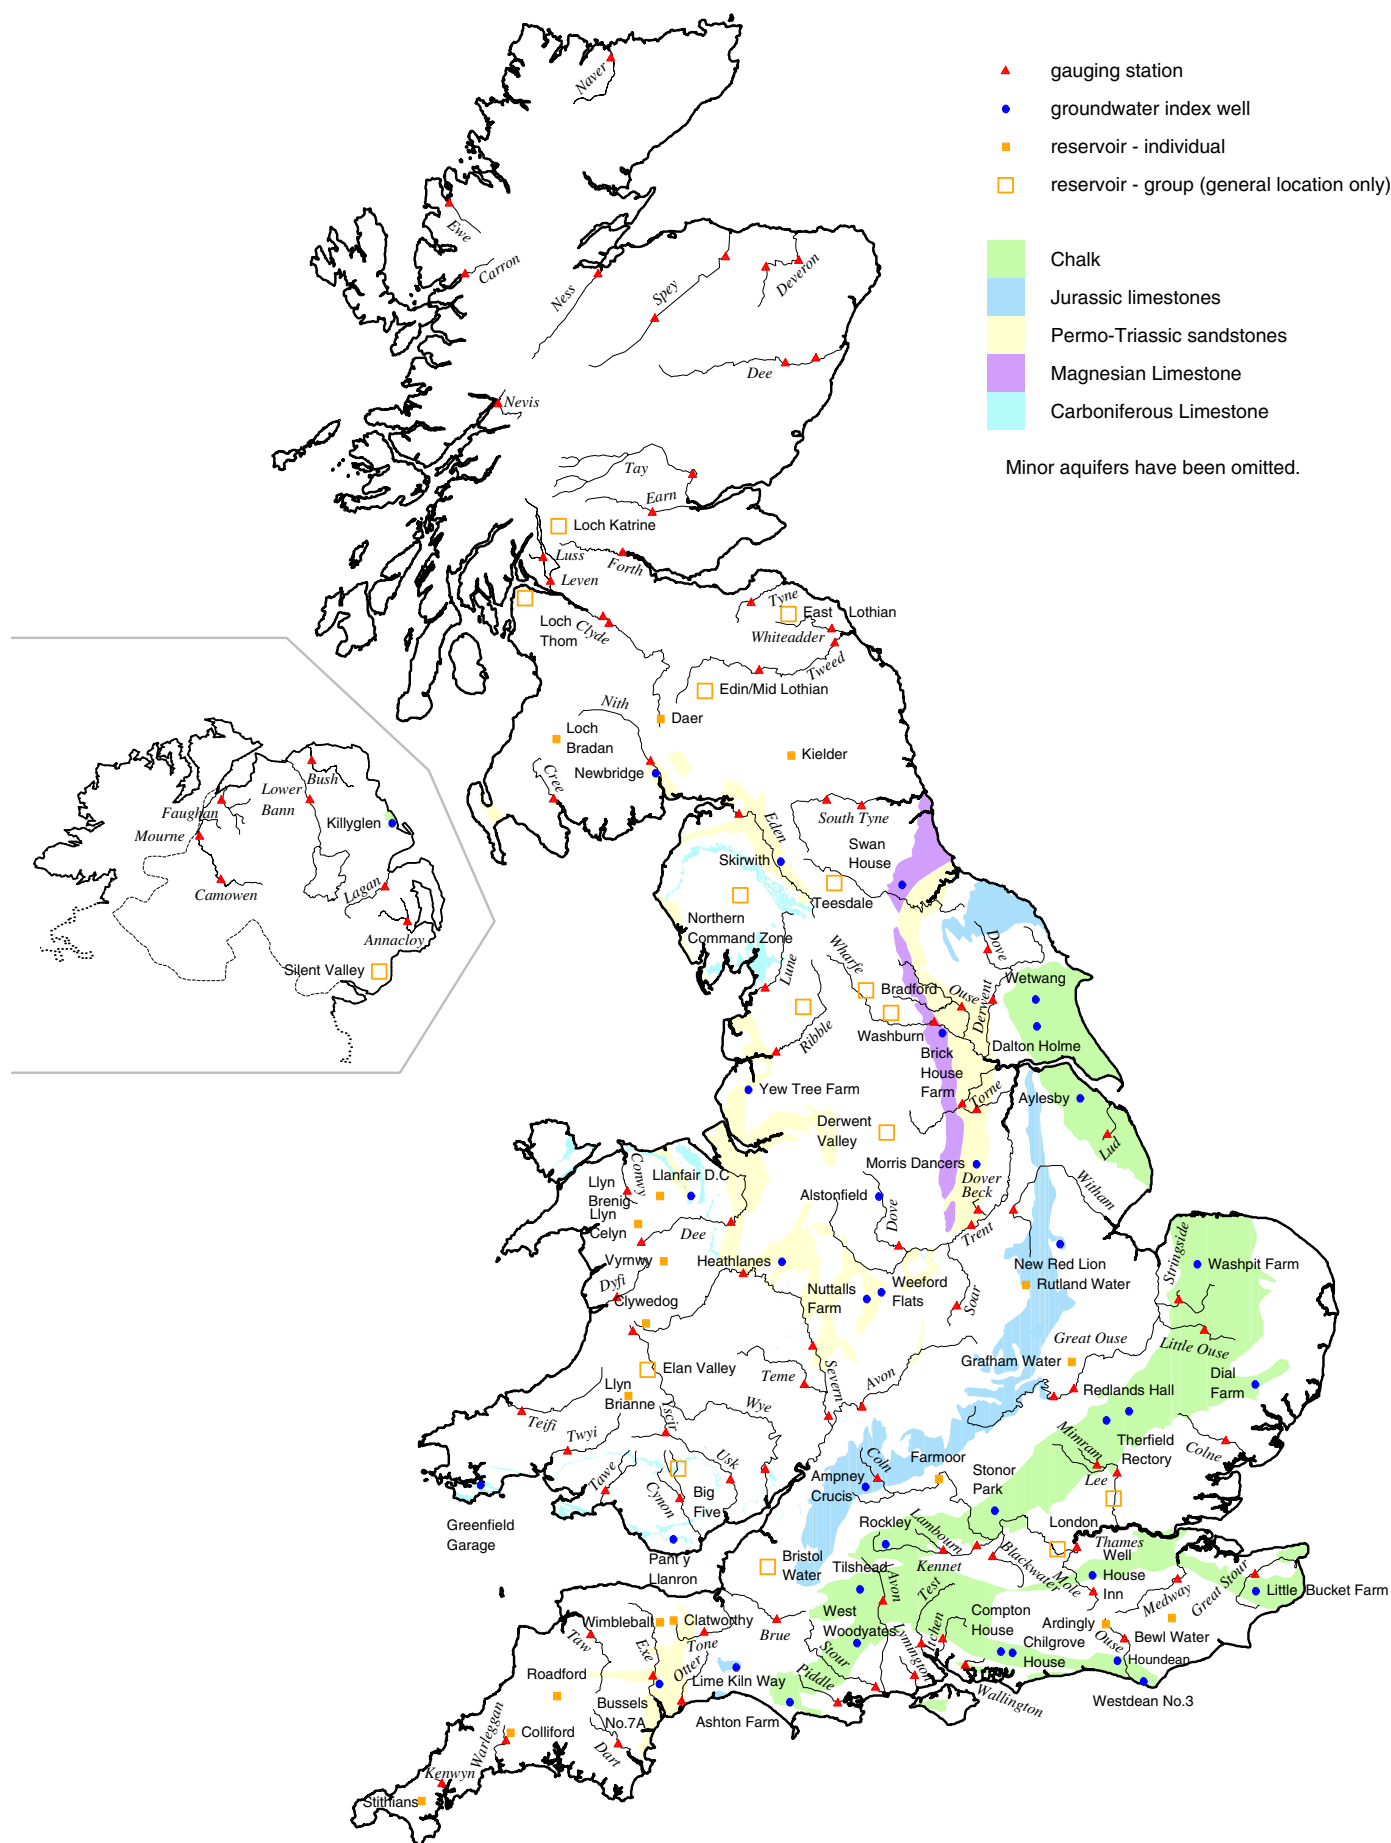 gauging station
groundwater index well
reservoir - individual
reservoir - group (general location only)
Chalk
Jurassic limestones
Permo-Triassic sandstones
Magnesian Limestone
Carboniferous Limestone
Minor aquifers have been omitted.
Naver
Ewe
Carron
Ness
Spey
Deveron
Dee
Nevis
Tay
Earn
Loch Katrine
Luss
Forth
Leven
Loch
Thom
Clyde
Tyne
East Lothian
Whiteadder
Tweed
Edin/Mid Lothian
Nith
Daer
Loch
Bradan
Kielder
Newbridge
Cree
Bush
Lower
Bann
Faughan
Killyglen
Mourne
Camowen
Lagan
Annacloy
Silent Valley
South Tyne
Eden
Swan
House
Skirwith
Teesdale
Northern
Command Zone
Lune
Wharfe
Dove
Wetwang
Bradford
Ouse
Derwent
Washburn
Ribble
Brick
House
Farm
Dalton Holme
Yew Tree Farm
Torne
Aylesby
Lud
Derwent
Valley
Morris Dancers
Dover
Beck
Witham
Conwy
Llanfair D.C
Llyn
Brenig
Llyn
Celyn
Alstonfield
Dove
Trent
Dee
Vyrnwy
Heathlanes
New Red Lion
Rutland Water
Stringside
Washpit Farm
Dyfi
Clywedog
Nuttalls
Farm
Weeford
Flats
Soar
Great Ouse
Little Ouse
Grafham Water
Elan Valley
Teme
Severn
Avon
Dial
Farm
Redlands Hall
Llyn
Brianne
Yscir
Wye
Teifi
Twyi
Mimram
Therfield
Rectory
Colne
Usk
Coln
Farmoor
Tawe
Cynon
Big
Five
Ampney
Crucis
Stonor
Park
Lee
Greenfield
Garage
Rockley
Lambourn
London
Thames
Pant y
Llanron
Bristol
Water
Tilshead
Kennet
Blackwater
Well
House
Inn
Mole
Medway
Great Stour
Little Bucket Farm
Avon
Test
Wimbleball
Clatworthy
West
Woodyates
Compton
House
Ardingly
Taw
Exe
Tone
Brue
Stour
Lymington
Itchen
Chilgrove
House
Ouse
Bewl Water
Houndean
Roadford
Otter
Lime Kiln Way
Piddle
Wallington
Westdean No.3
Bussels
No.7A
Ashton Farm
Warleggan
Colliford
Dart
Kenwyn
Stithians